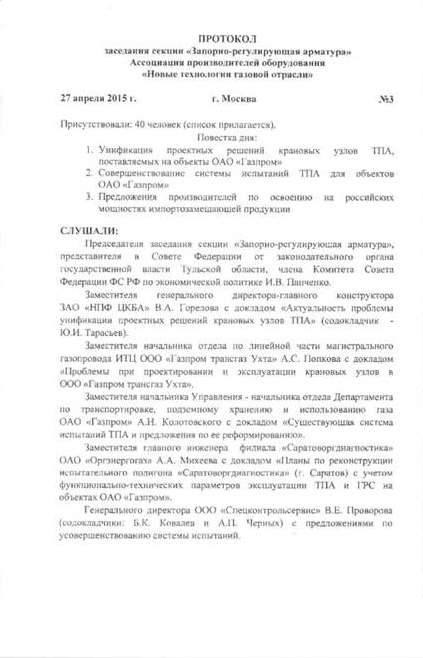 ПРОТОКОЛ
заседания секции «Запорно-регулирующая арматура»
Ассоциация производителей оборудования
«Новые технологии газовой отрасли»
27 апреля 2015 г. г. Москва №3
Присутствовали: 40 человек (список прилагается).
Повестка дня:
1. Унификация проектных решений крановых узлов ТПА,
поставляемых на объекты ОАО «Газпром»
2. Совершенствование системы испытаний ТПА для объектов
ОАО «Газпром»
3. Предложения производителей по освоению на российских
мощностях импортозамещающей продукции
СЛУШАЛИ:
Председателя заседания секции «Запорно-регулирующая арматура»,
представителя в Совете Федерации от законодательного органа
государственной власти Тульской области, члена Комитета Совета
Федерации ФС РФ по экономической политике И.В. Панченко.
Заместителя генерального директора-главного конструктора
ЗАО «НПФ ЦКБА» В.А. Горелова с докладом «Актуальность проблемы
унификации проектных решений крановых узлов ТПА» (содокладчик -
Ю.И. Тарасьев).
Заместителя начальника отдела по линейной части магистрального
газопровода ИТЦ ООО «Газпром трансгаз Ухта» А.С. Попкова с докладом
«Проблемы при проектировании и эксплуатации крановых узлов в
ООО «Газпром трансгаз Ухта».
Заместителя начальника Управления - начальника отдела Департамента
по транспортировке, подземному хранению и использованию газа
ОАО «Газпром» А.Н. Колотовского с докладом «Существующая система
испытаний ТПА и предложения по ее реформированию».
Заместителя главного инженера филиала «Саратоворгдиагностика»
ОАО «Оргэнергогаз» А.А. Михеева с докладом «Планы по реконструкции
испытательного полигона «Саратоворгдиагностика» (г. Саратов) с учетом
функционально-технических параметров эксплуатации ТПА и ГРС на
объектах ОАО «Газпром».
Генерального директора ООО «Спецконтрольсервис» В.Е. Проворова
(содокладчики: Б.К. Ковалев и А.П. Черных) с предложениями по
усовершенствованию системы испытаний.